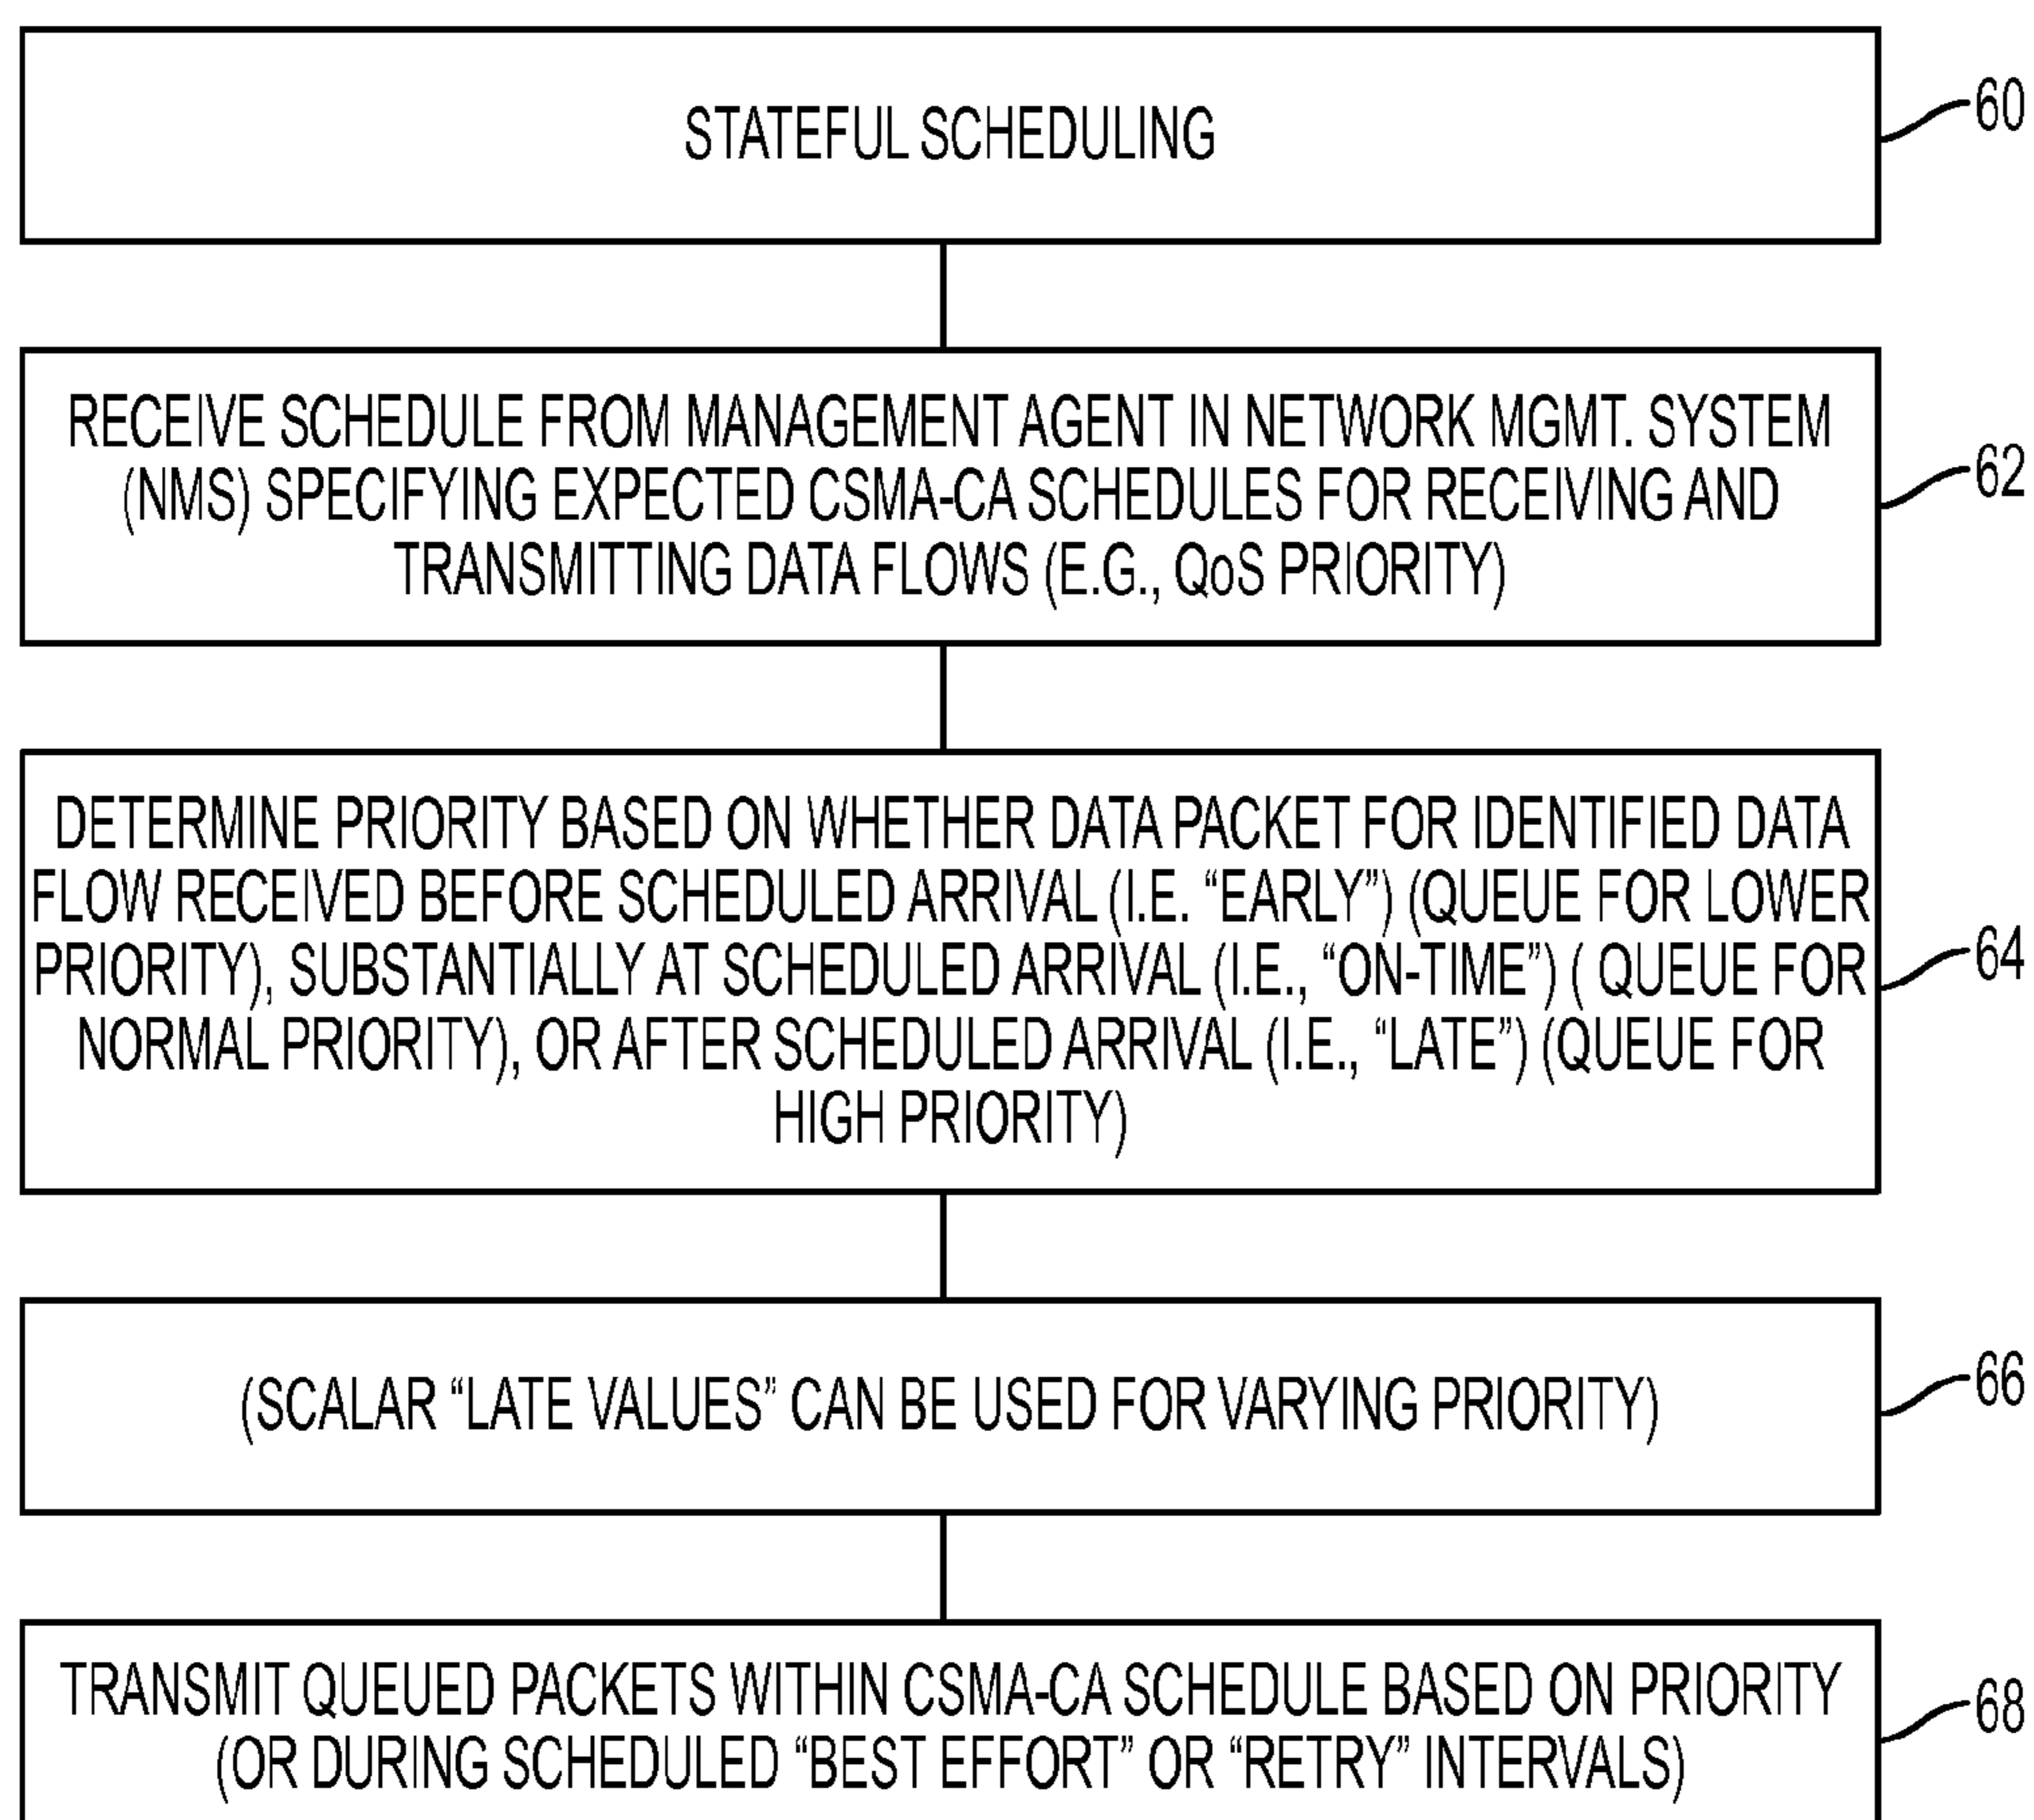 STATEFUL SCHEDULING
60
RECEIVE SCHEDULE FROM MANAGEMENT AGENT IN NETWORK MGMT. SYSTEM
(NMS) SPECIFYING EXPECTED CSMA-CA SCHEDULES FOR RECEIVING AND
TRANSMITTING DATA FLOWS (E.G., QoS PRIORITY)
62
DETERMINE PRIORITY BASED ON WHETHER DATA PACKET FOR IDENTIFIED DATA
FLOW RECEIVED BEFORE SCHEDULED ARRIVAL (I.E. “EARLY”) (QUEUE FOR LOWER
PRIORITY), SUBSTANTIALLY AT SCHEDULED ARRIVAL (I.E., “ON-TIME”) ( QUEUE FOR
NORMAL PRIORITY), OR AFTER SCHEDULED ARRIVAL (I.E., “LATE”) (QUEUE FOR
HIGH PRIORITY)
64
(SCALAR “LATE VALUES” CAN BE USED FOR VARYING PRIORITY)
66
TRANSMIT QUEUED PACKETS WITHIN CSMA-CA SCHEDULE BASED ON PRIORITY
(OR DURING SCHEDULED “BEST EFFORT” OR “RETRY” INTERVALS)
68